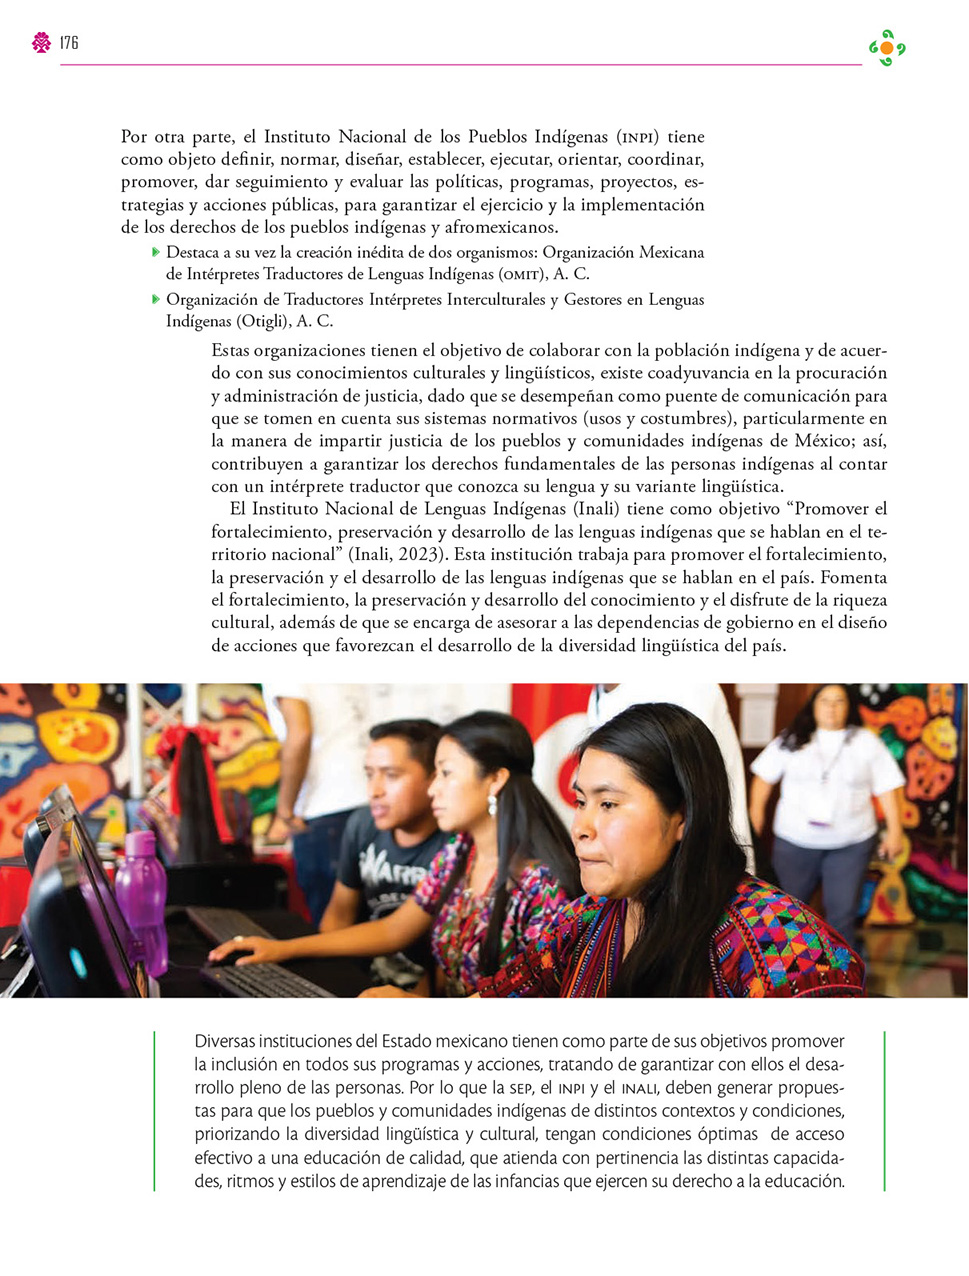 176
Por otra parte, el Instituto Nacional de los Pueblos Indígenas (INPI) tiene
como objeto definir, normar, diseñar, establecer, ejecutar, orientar, coordinar,
promover, dar seguimiento y evaluar las políticas, programas, proyectos, es-
trategias y acciones públicas, para garantizar el ejercicio y la implementación
de los derechos de los pueblos indígenas y afromexicanos.
Destaca a su vez la creación inédita de dos organismos: Organización Mexicana
de Intérpretes Traductores de Lenguas Indígenas (OMIT), A. C.
Organización de Traductores Intérpretes Interculturales y Gestores en Lenguas
Indígenas (Otigli), A. C.
Estas organizaciones tienen el objetivo de colaborar con la población indígena y de acuer-
do con sus conocimientos culturales y lingüísticos, existe coadyuvancia en la procuración
y administración de justicia, dado que se desempeñan como puente de comunicación para
que se tomen en cuenta sus sistemas normativos (usos y costumbres), particularmente en
la manera de impartir justicia de los pueblos y comunidades indígenas de México; así,
contribuyen a garantizar los derechos fundamentales de las personas indígenas al contar
con un intérprete traductor que conozca su lengua y su variante lingüística.
El Instituto Nacional de Lenguas Indígenas (Inali) tiene como objetivo “Promover el
fortalecimiento, preservación y desarrollo de las lenguas indígenas que se hablan en el te-
rritorio nacional” (Inali, 2023). Esta institución trabaja para promover el fortalecimiento,
la preservación y el desarrollo de las lenguas indígenas que se hablan en el país. Fomenta
el fortalecimiento, la preservación y desarrollo del conocimiento y el disfrute de la riqueza
cultural, además de que se encarga de asesorar a las dependencias de gobierno en el diseño
de acciones que favorezcan el desarrollo de la diversidad lingüística del país.
Diversas instituciones del Estado mexicano tienen como parte de sus objetivos promover
la inclusión en todos sus programas y acciones, tratando de garantizar con ellos el desa-
rrollo pleno de las personas. Por lo que la SEP, el INPI y el INALI, deben generar propues-
tas para que los pueblos y comunidades indígenas de distintos contextos y condiciones,
priorizando la diversidad lingüística y cultural, tengan condiciones óptimas de acceso
efectivo a una educación de calidad, que atienda con pertinencia las distintas capacida-
des, ritmos y estilos de aprendizaje de las infancias que ejercen su derecho a la educación.